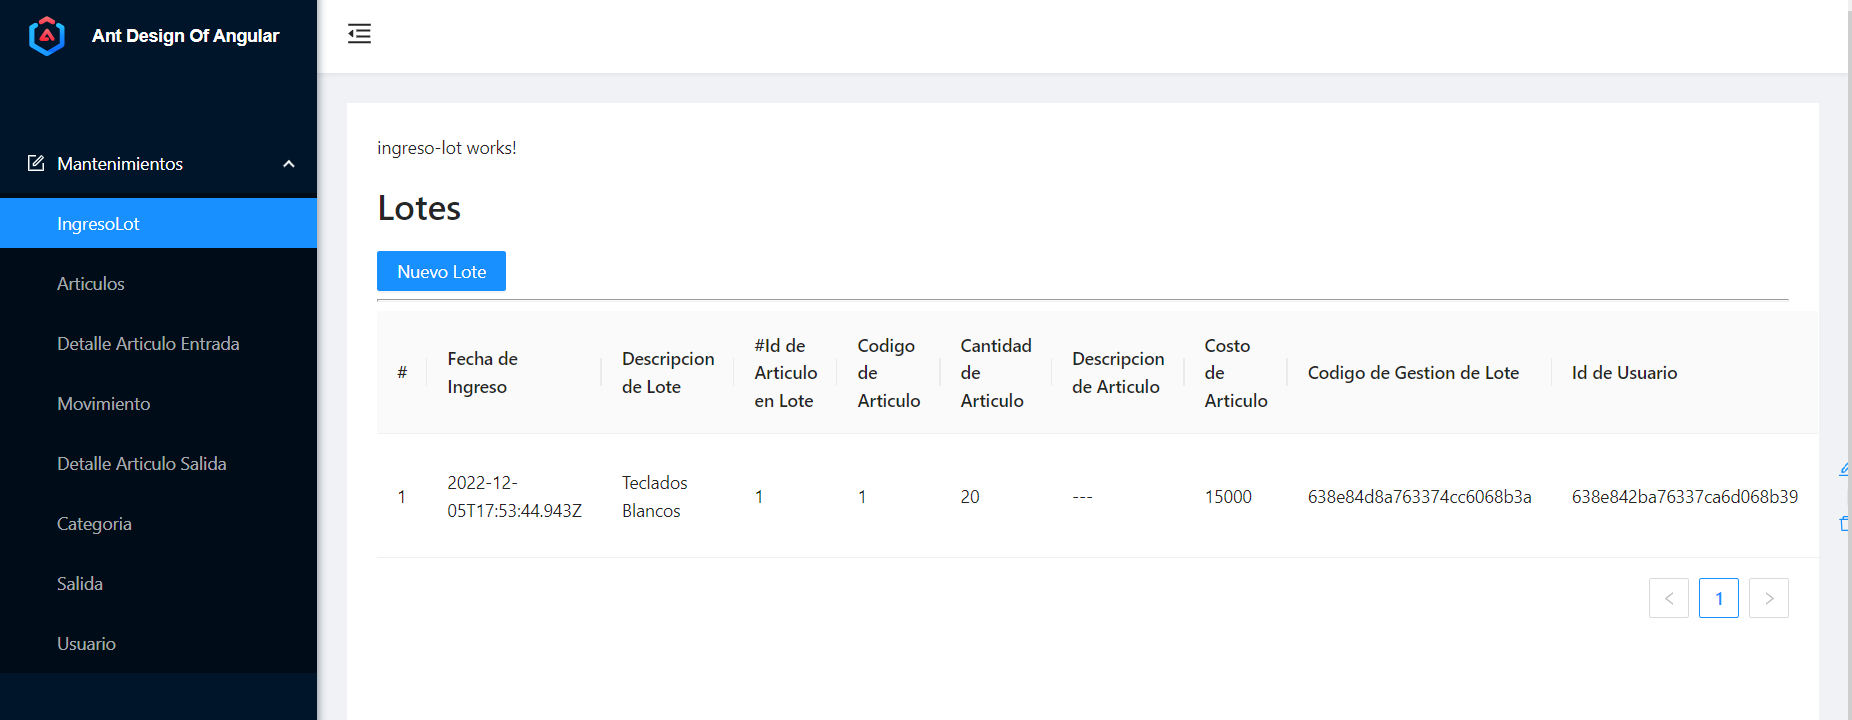 Ant Design Of Angular
Mantenimientos
IngresoLot
Articulos
Detalle Articulo Entrada
Movimiento
Detalle Articulo Salida
Categoria
Salida
Usuario
ingreso-lot works!
Lotes
Nuevo Lote
#
Fecha de
Ingreso
Descripcion
de Lote
#Id de
Articulo
en Lote
Codigo
de
Articulo
Cantidad
de
Articulo
Descripcion
de Articulo
Costo
de
Articulo
Codigo de Gestion de Lote
Id de Usuario
1
2022-12-
05T17:53:44.943Z
Teclados
Blancos
1
1
20
---
15000
638e84d8a763374cc6068b3a
638e842ba76337ca6d068b39
< 1 >